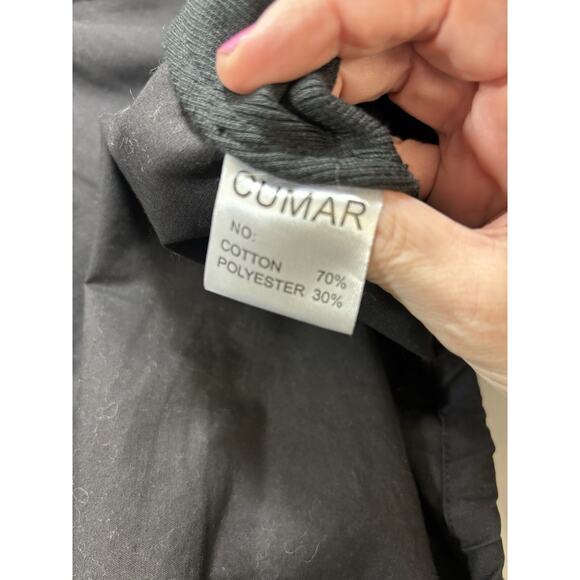 CUMAR
NO:
COTTON 70%
POLYESTER 30%